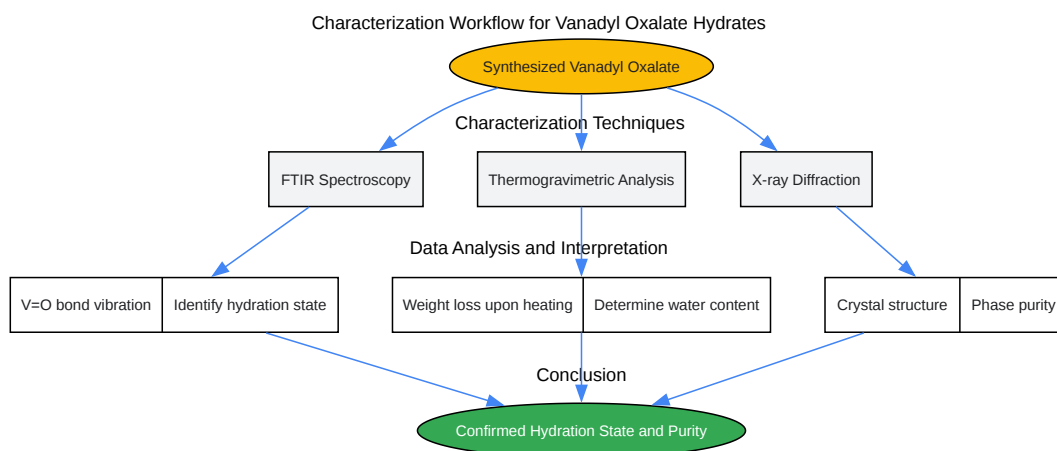 Characterization Workflow for Vanadyl Oxalate Hydrates
Synthesized Vanadyl Oxalate
Characterization Techniques
FTIR Spectroscopy
Thermogravimetric Analysis
X-ray Diffraction
Data Analysis and Interpretation
V=O bond vibration
Identify hydration state
Weight loss upon heating
Determine water content
Crystal structure
Phase purity
Conclusion
Confirmed Hydration State and Purity